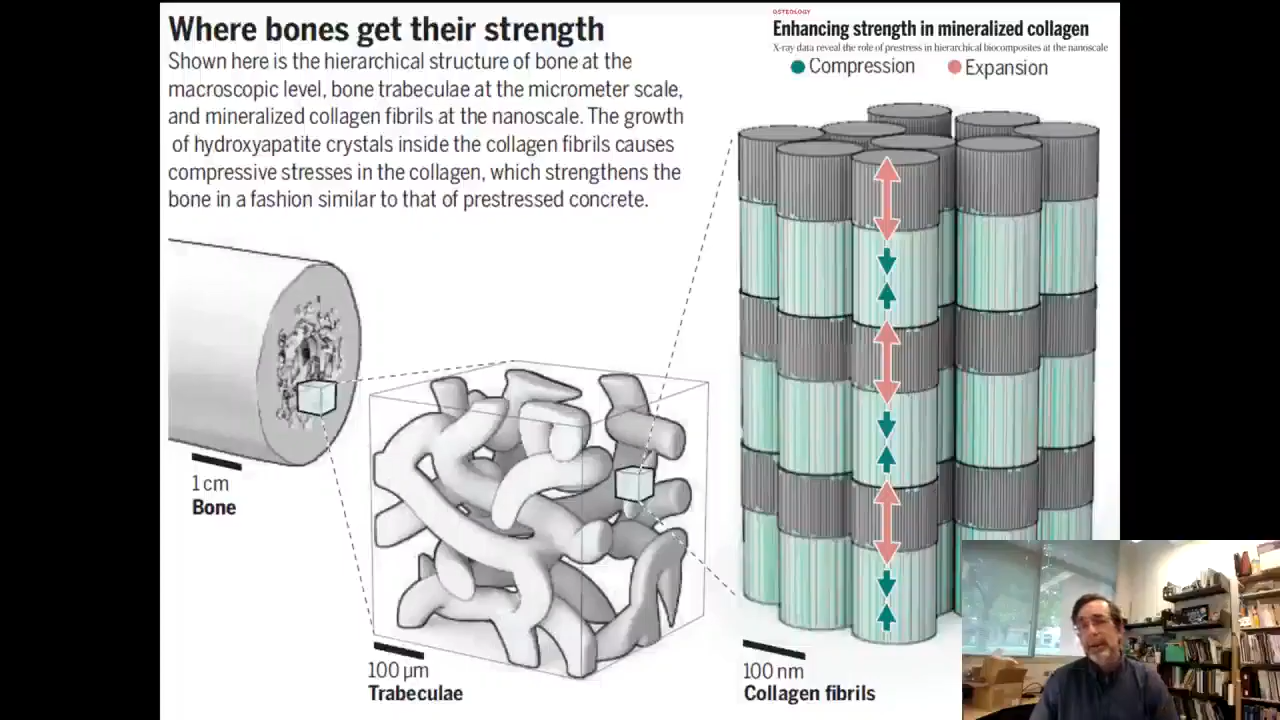 Where bones get their strength
Shown here is the hierarchical structure of bone at the
macroscopic level, bone trabeculae at the micrometer scale,
and mineralized collagen fibrils at the nanoscale. The growth
of hydroxyapatite crystals inside the collagen fibrils causes
compressive stresses in the collagen, which strengthens the
bone in a fashion similar to that of prestressed concrete.
OSTEOLOGY
Enhancing strength in mineralized collagen
X-ray data reveal the role of prestress in hierarchical biocomposites at the nanoscale
Compression Expansion
1 cm
Bone
100 µm
Trabeculae
100 nm
Collagen fibrils